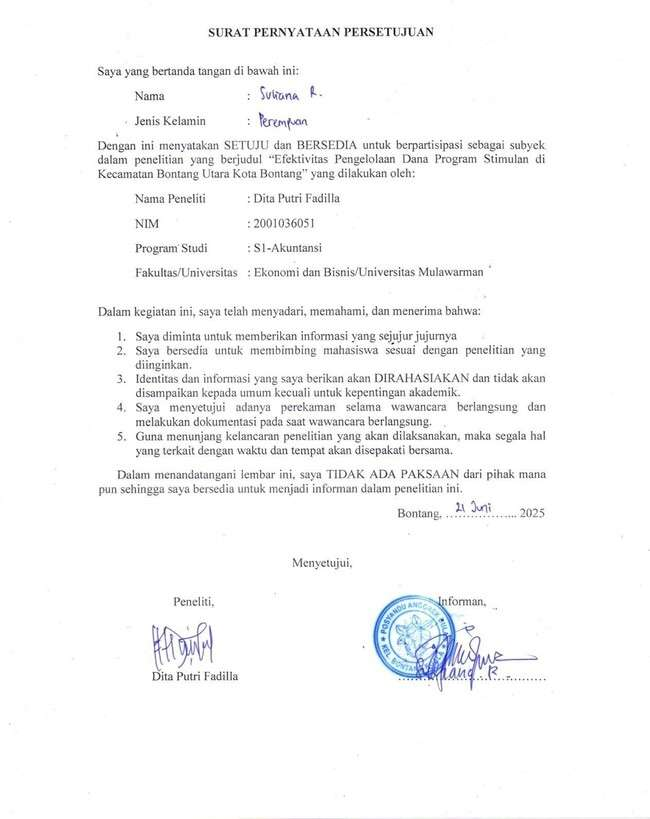 SURAT PERNYATAAN PERSETUJUAN
Saya yang bertanda tangan di bawah ini:
Nama : Suliana R.
Jenis Kelamin : Perempuan
Dengan ini menyatakan SETUJU dan BERSEDIA untuk berpartisipasi sebagai subyek
dalam penelitian yang berjudul “Efektivitas Pengelolaan Dana Program Stimulan di
Kecamatan Bontang Utara Kota Bontang” yang dilakukan oleh:
Nama Peneliti : Dita Putri Fadilla
NIM : 2001036051
Program Studi : S1-Akuntansi
Fakultas/Universitas : Ekonomi dan Bisnis/Universitas Mulawarman
Dalam kegiatan ini, saya telah menyadari, memahami, dan menerima bahwa:
1. Saya diminta untuk memberikan informasi yang sejujur jujurnya
2. Saya bersedia untuk membimbing mahasiswa sesuai dengan penelitian yang
diinginkan.
3. Identitas dan informasi yang saya berikan akan DIRAHASIAKAN dan tidak akan
disampaikan kepada umum kecuali untuk kepentingan akademik.
4. Saya menyetujui adanya perekaman selama wawancara berlangsung dan
melakukan dokumentasi pada saat wawancara berlangsung.
5. Guna menunjang kelancaran penelitian yang akan dilaksanakan, maka segala hal
yang terkait dengan waktu dan tempat akan disepakati bersama.
Dalam menandatangani lembar ini, saya TIDAK ADA PAKSAAN dari pihak mana
pun sehingga saya bersedia untuk menjadi informan dalam penelitian ini.
Bontang, 21 Juni 2025
Menyetujui,
Peneliti, Informan,
POSYANDU ANGGREK
KEL BONTANG
Dita Putri Fadilla